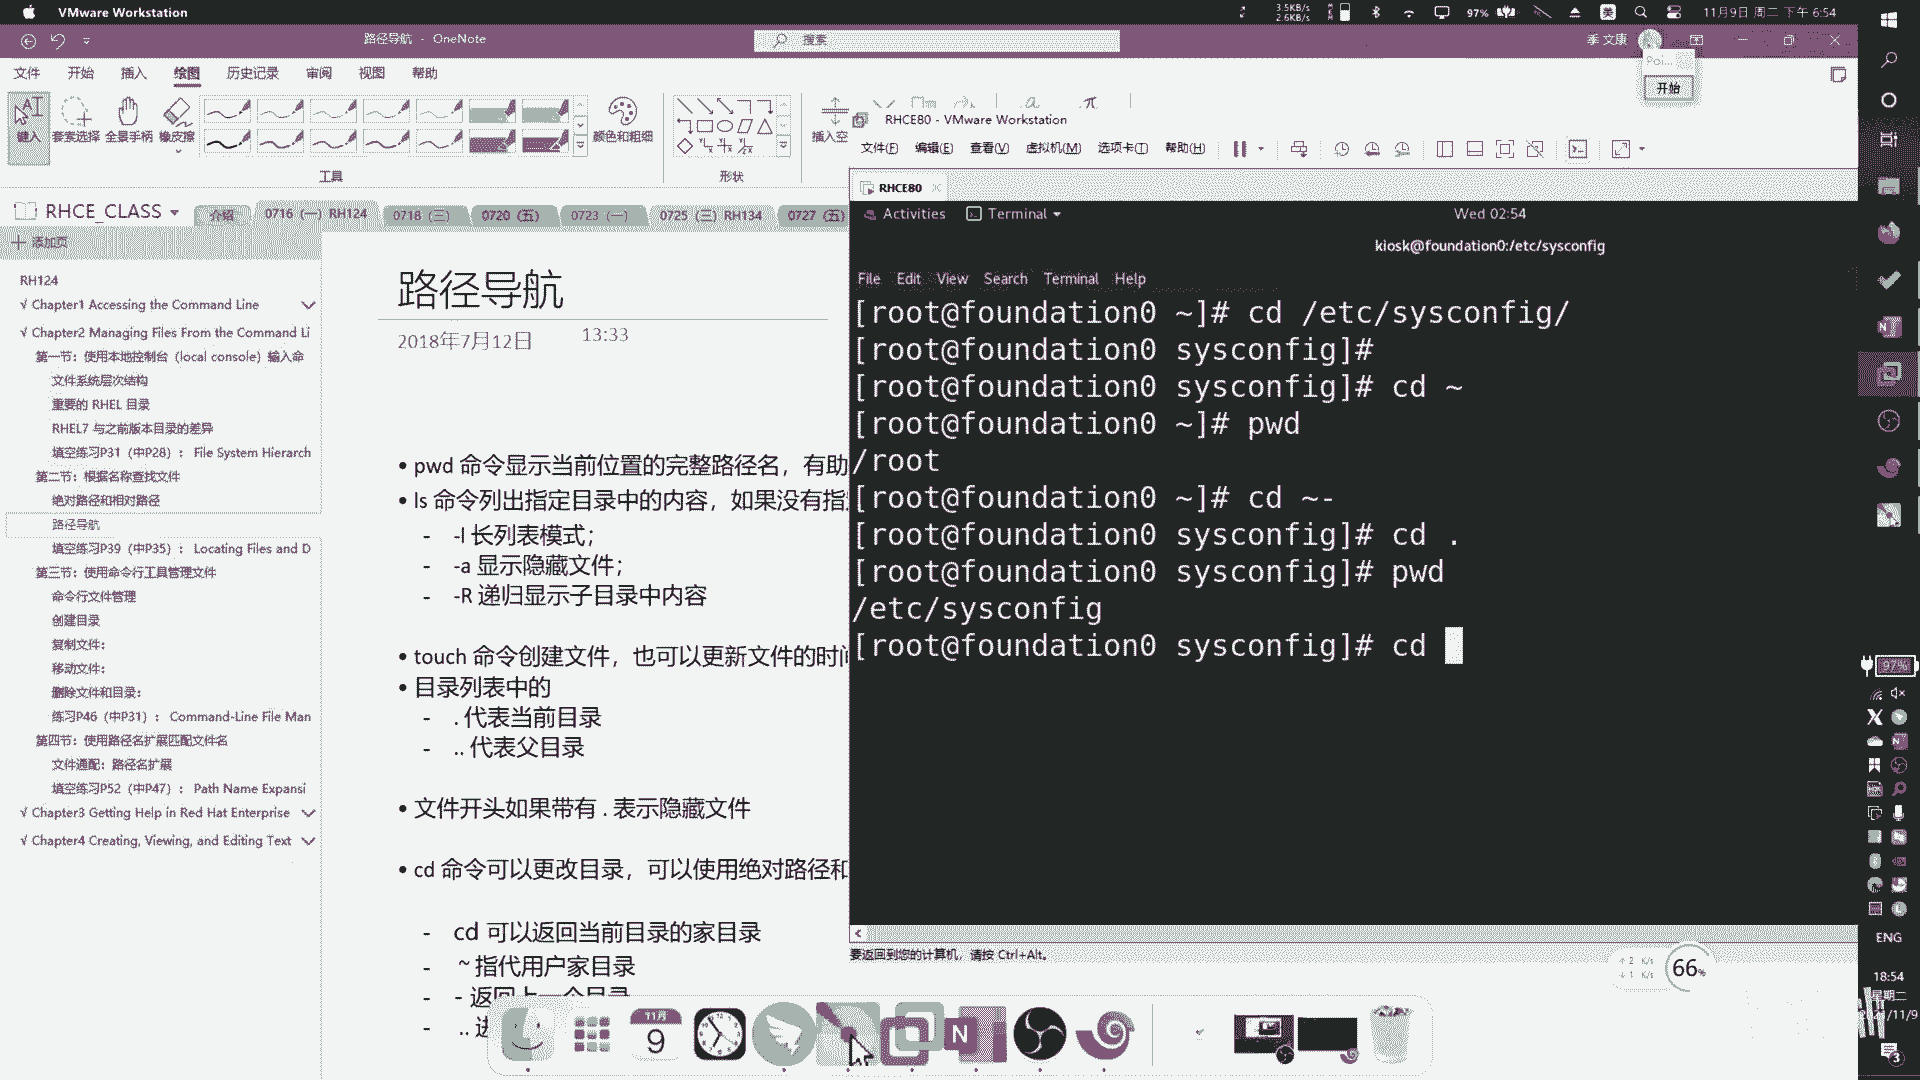 VMware Workstation
3.5KB/s
2.6KB/s
97%
美
11月9日 周二 下午 6:54
路径导航 - OneNote
搜索
季 文康
Poi...
开始
文件 开始 插入 绘图 历史记录 审阅 视图 帮助
键入 套索选择 全景手柄 橡皮擦 颜色和粗细 插入空
工具 形状
RHCE80 - VMware Workstation
文件(F) 编辑(E) 查看(V) 虚拟机(M) 选项卡(T) 帮助(H)
RHCE80
RHCE_CLASS 介绍 0716 (一) RH124 0718 (三) 0720 (五) 0723 (一) 0725 (三) RH134 0727 (五)
添加页
RH124
√ Chapter1 Accessing the Command Line
√ Chapter2 Managing Files From the Command Li
第一节：使用本地控制台（local console）输入命
文件系统层次结构
重要的 RHEL 目录
RHEL7 与之前版本目录的差异
填空练习P31（中P28）： File System Hierarch
第二节：根据名称查找文件
绝对路径和相对路径
路径导航
填空练习P39（中P35）： Locating Files and D
第三节：使用命令行工具管理文件
命令行文件管理
创建目录
复制文件：
移动文件：
删除文件和目录：
练习P46（中P31）： Command-Line File Man
第四节：使用路径名扩展匹配文件名
文件通配：路径名扩展
填空练习P52（中P47）： Path Name Expansi
√ Chapter3 Getting Help in Red Hat Enterprise
√ Chapter4 Creating, Viewing, and Editing Text
路径导航
2018年7月12日 13:33
• pwd 命令显示当前位置的完整路径名，有助
• ls 命令列出指定目录中的内容，如果没有指
- -l 长列表模式；
- -a 显示隐藏文件；
- -R 递归显示子目录中内容
• touch 命令创建文件，也可以更新文件的时
• 目录列表中的
- . 代表当前目录
- .. 代表父目录
• 文件开头如果带有 . 表示隐藏文件
• cd 命令可以更改目录，可以使用绝对路径和
- cd 可以返回当前目录的家目录
- ~ 指代用户家目录
- - 返回上一个目录
- ..
Activities Terminal Wed 02:54
kiosk@foundation0:/etc/sysconfig
File Edit View Search Terminal Help
[root@foundation0 ~]# cd /etc/sysconfig/
[root@foundation0 sysconfig]#
[root@foundation0 sysconfig]# cd ~
[root@foundation0 ~]# pwd
/root
[root@foundation0 ~]# cd ~-
[root@foundation0 sysconfig]# cd .
[root@foundation0 sysconfig]# pwd
/etc/sysconfig
[root@foundation0 sysconfig]# cd
要返回到您的计算机，请按 Ctrl+Alt。
↑ 2 K/s
↓ 1 K/s
66%
97%
ENG
18:54
星期二
11月
9
3